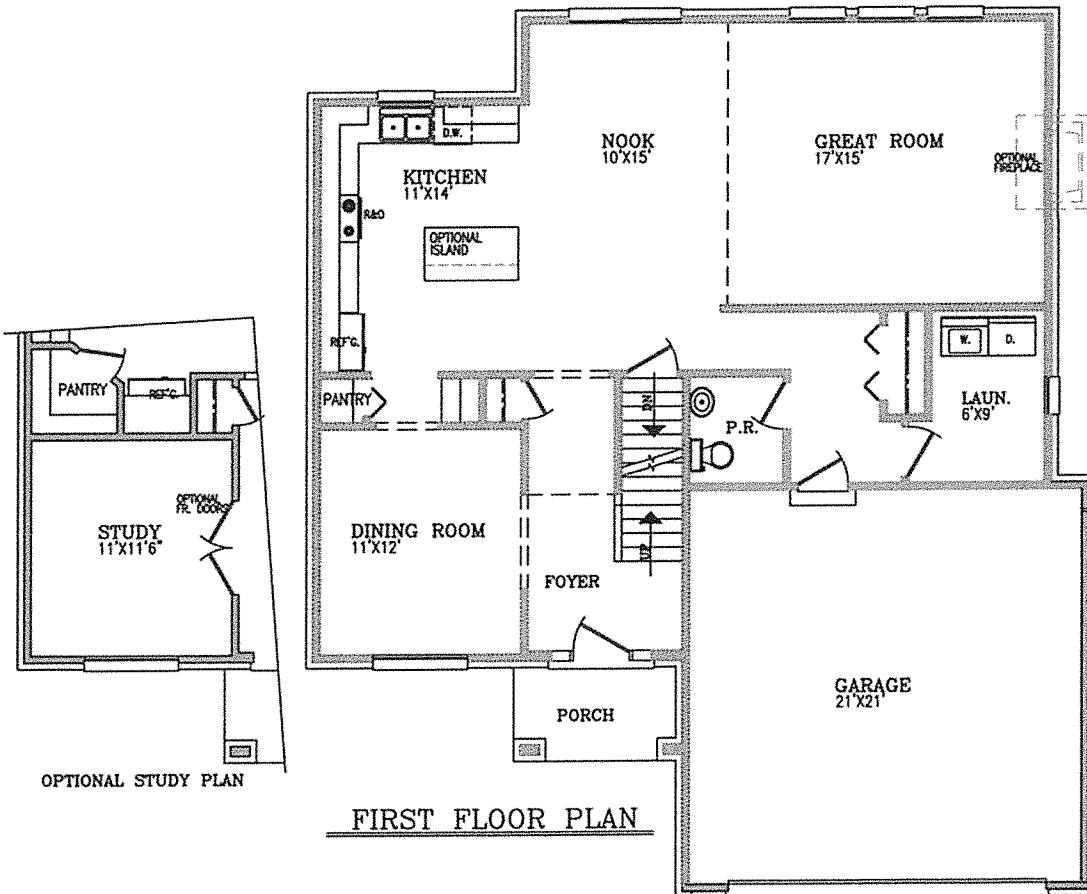 NOOK
10'X15'
GREAT ROOM
17'X15'
OPTIONAL
FIREPLACE
D.W.
KITCHEN
11'X14'
R&O
OPTIONAL
ISLAND
REF'G.
PANTRY
DN
UP
P.R.
W.
D.
LAUN.
6'X9'
DINING ROOM
11'X12'
FOYER
PORCH
GARAGE
21'X21'
PANTRY
REF'G.
OPTIONAL
FR. DOORS
STUDY
11'X11'6"
OPTIONAL STUDY PLAN
FIRST FLOOR PLAN